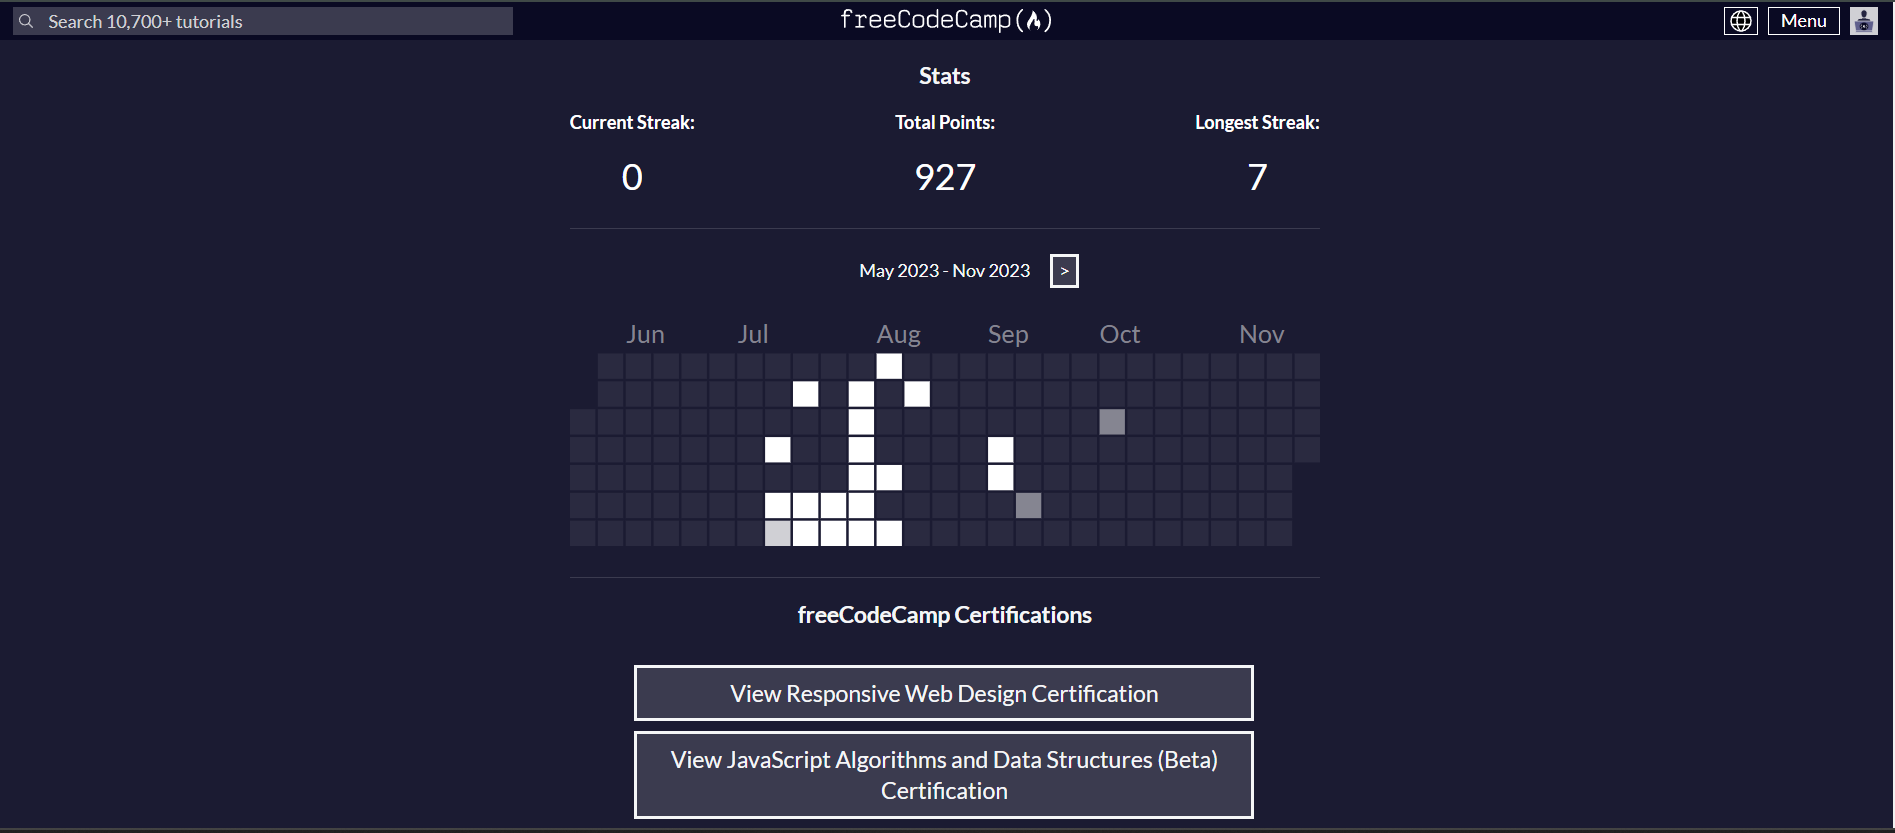 Search 10,700+ tutorials
freeCodeCamp
Menu
Stats
Current Streak:
Total Points:
Longest Streak:
0
927
7
May 2023 - Nov 2023
>
Jun
Jul
Aug
Sep
Oct
Nov
freeCodeCamp Certifications
View Responsive Web Design Certification
View JavaScript Algorithms and Data Structures (Beta)
Certification